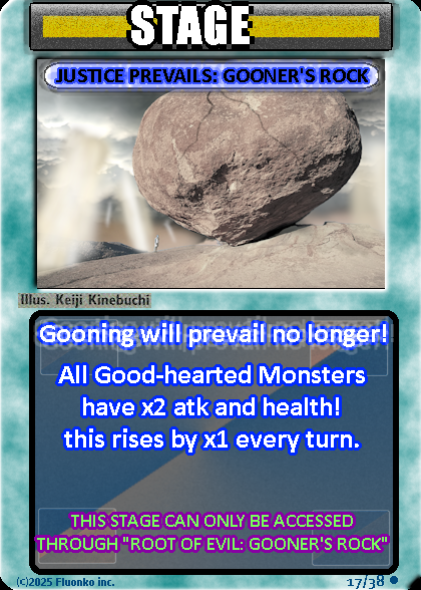 STAGE
JUSTICE PREVAILS: GOONER'S ROCK
Illus. Keiji Kinebuchi
Gooning will prevail no longer!
All Good-hearted Monsters
have x2 atk and health!
this rises by x1 every turn.
THIS STAGE CAN ONLY BE ACCESSED
THROUGH "ROOT OF EVIL: GOONER'S ROCK"
(c)2025 Fluonko inc.
17/38 ●